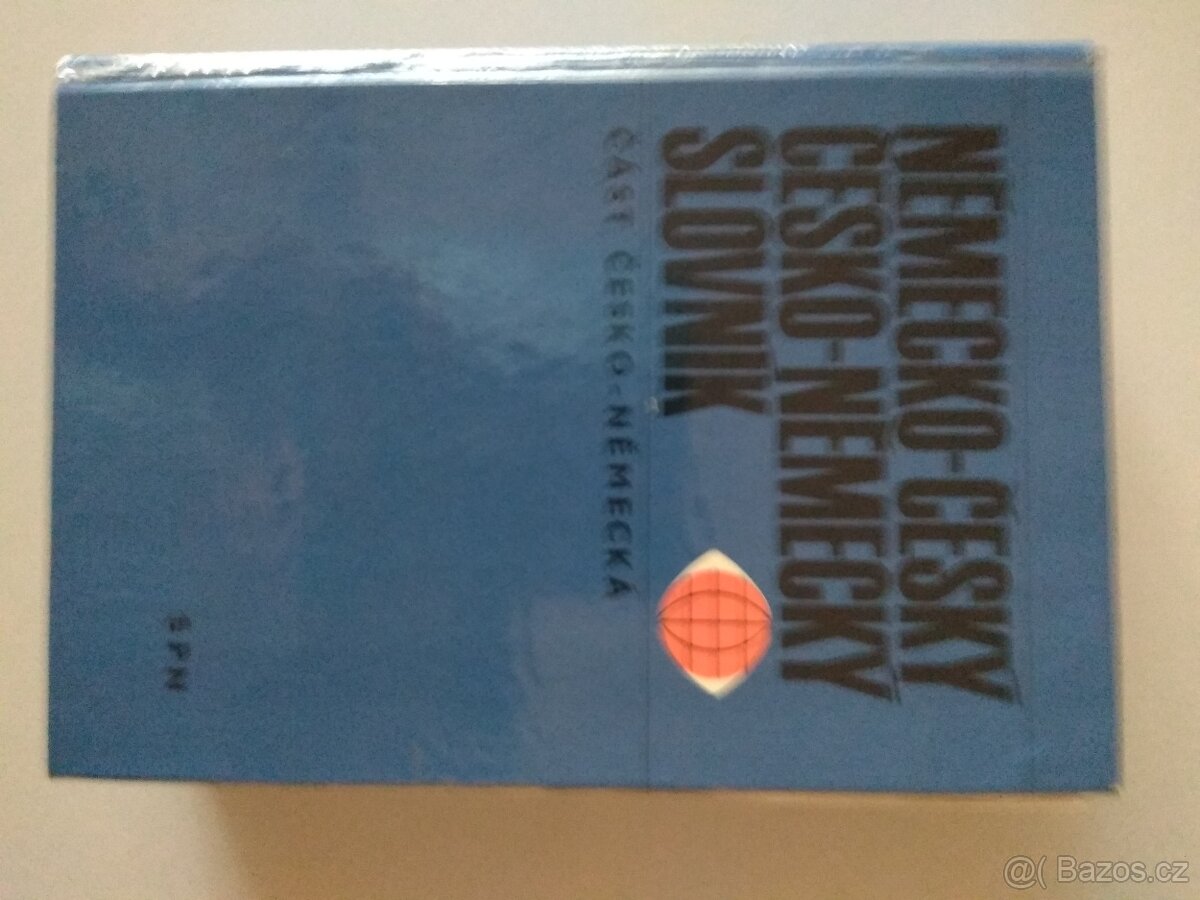 NĚMECKO-ČESKÝ
ČESKO-NĚMECKÝ
SLOVNÍK
ČÁST ČESKO-NĚMECKÁ
SPN
@( Bazos.cz